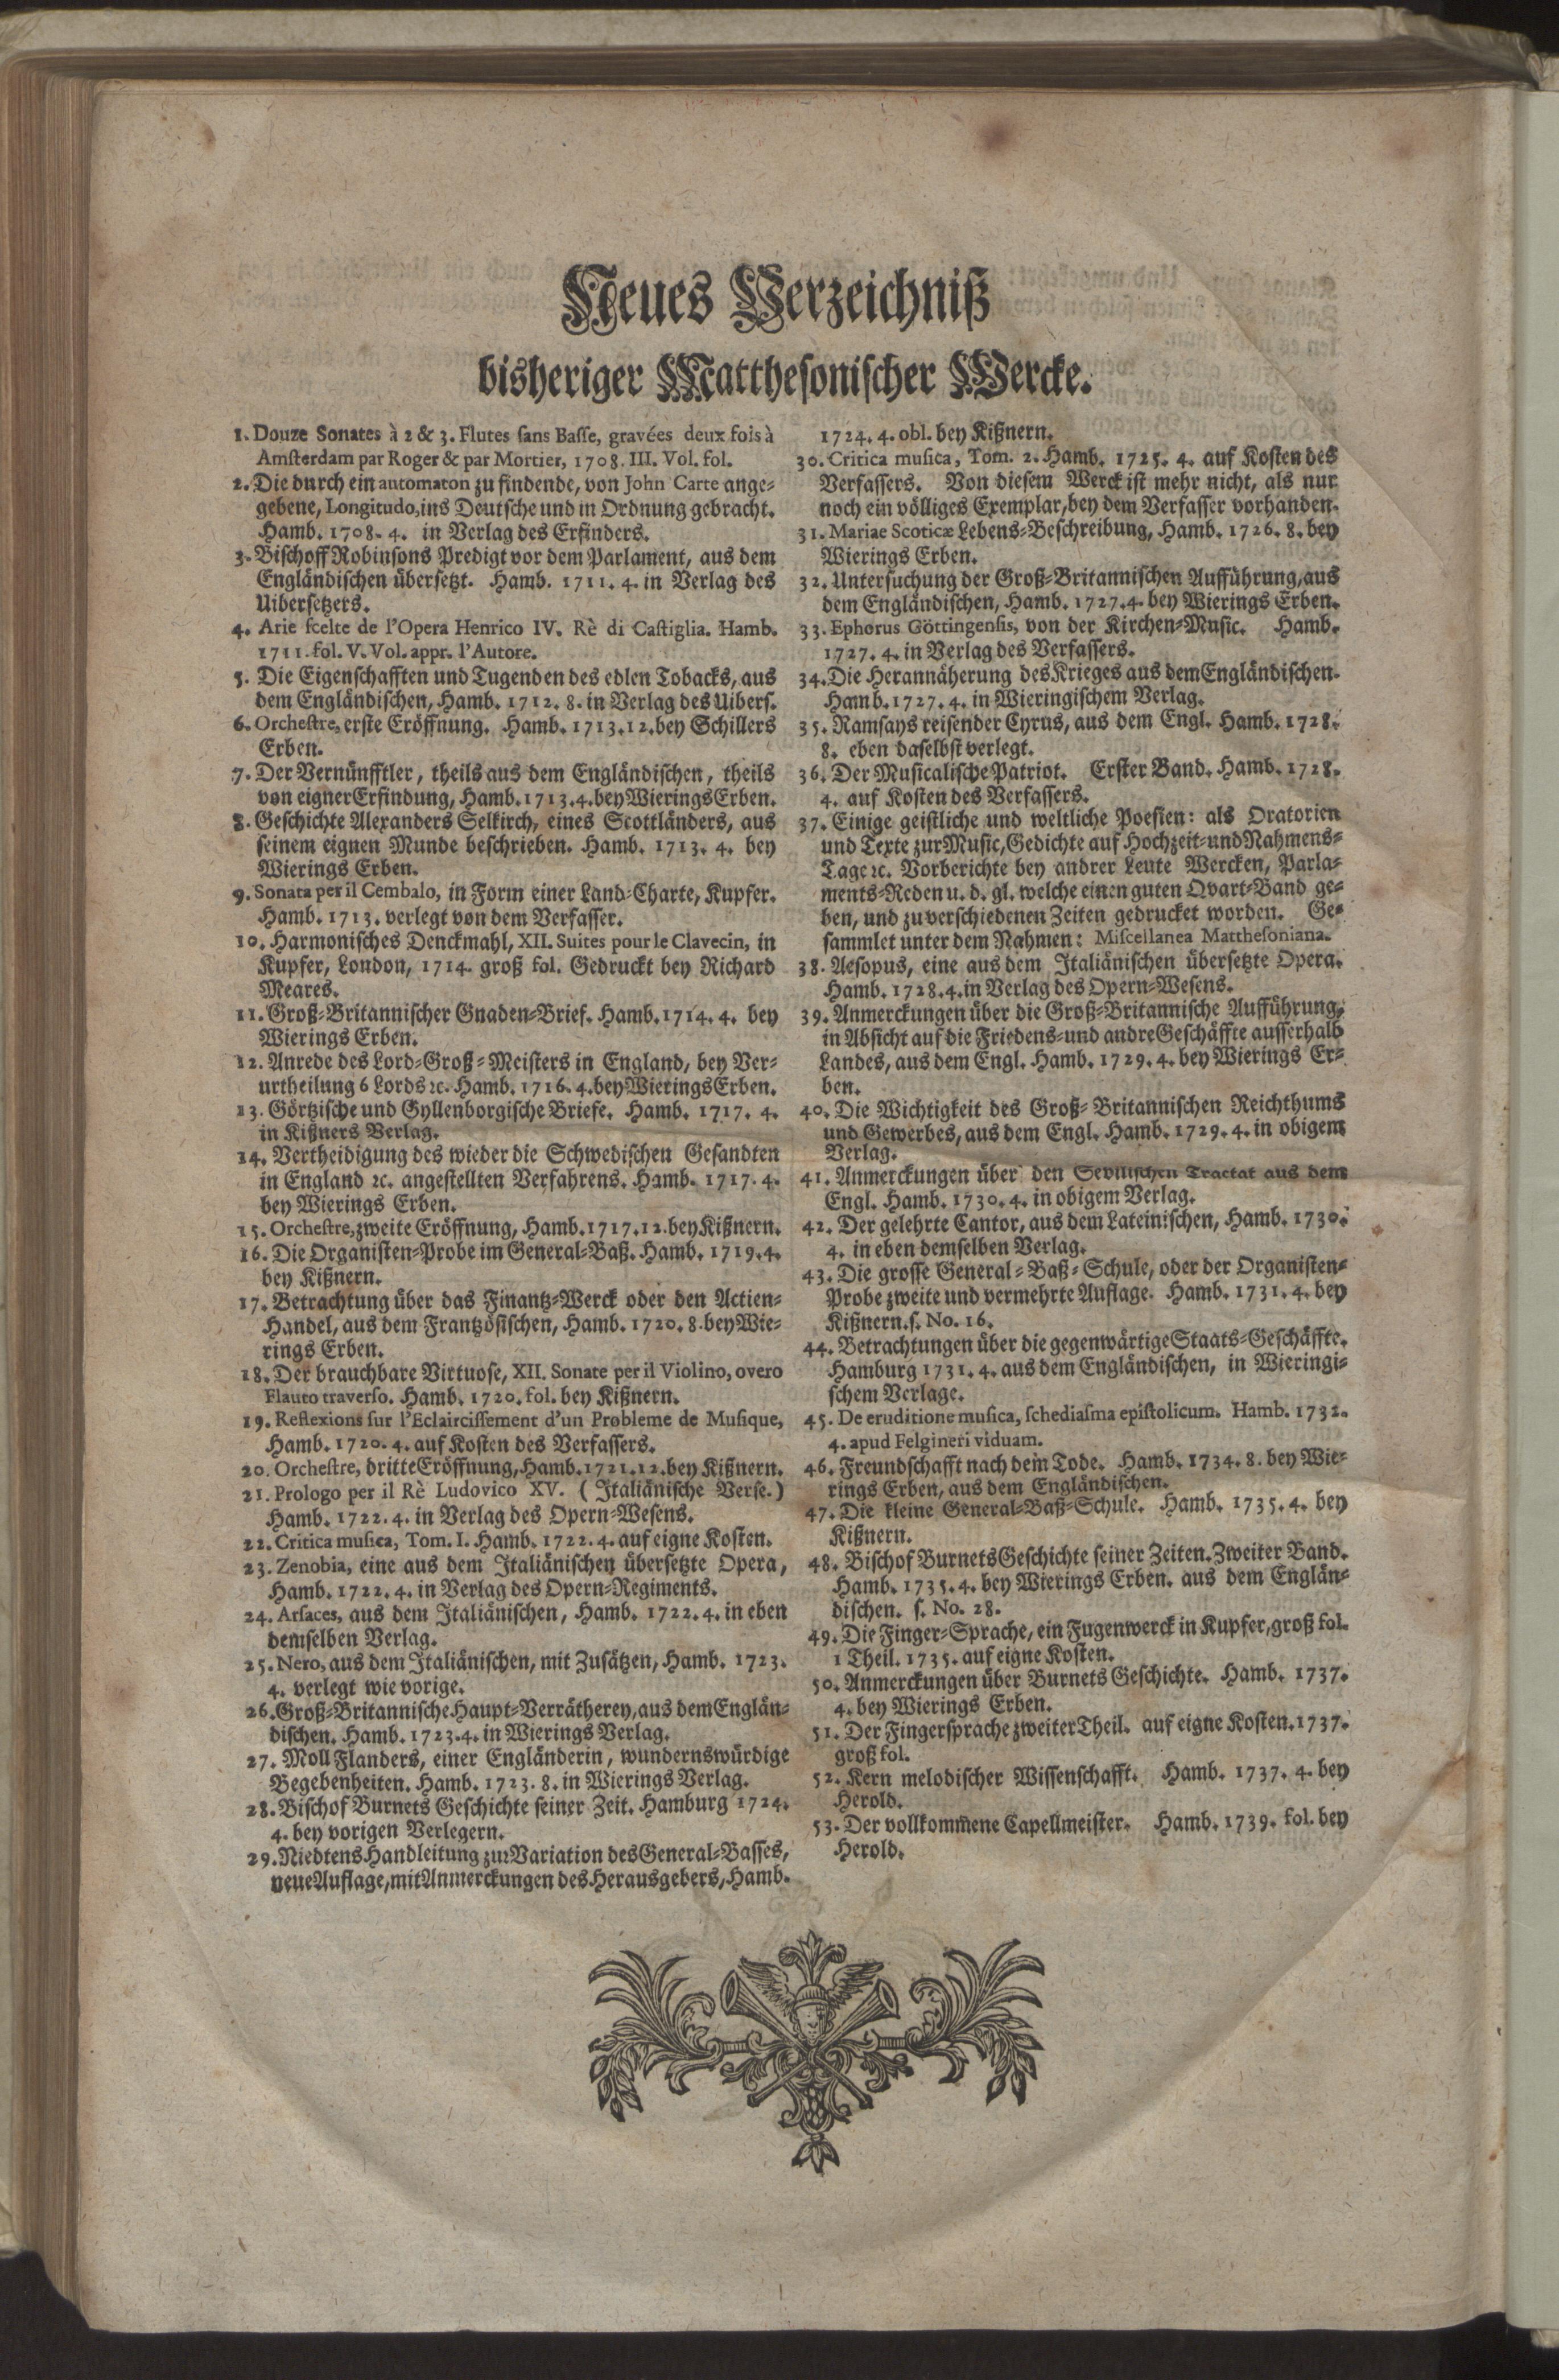 Neues Verzeichniß
bisheriger Matthesonischer Wercke.
1. Douze Sonates à 2 & 3. Flutes sans Basse, gravées deux fois à
Amsterdam par Roger & par Mortier, 1708. III. Vol. fol.
2. Die durch ein automaton zu findende, von John Carte ange-
gebene, Longitudo, ins Deutsche und in Ordnung gebracht.
Hamb. 1708. 4. in Verlag des Erfinders.
3. Bischoff Robinsons Predigt vor dem Parlament, aus dem
Engländischen übersetzt. Hamb. 1711. 4. in Verlag des
Uibersetzers.
4. Arie scelte de l'Opera Henrico IV. Rè di Castiglia. Hamb.
1711. fol. V. Vol. appr. l'Autore.
5. Die Eigenschafften und Tugenden des edlen Tobacks, aus
dem Engländischen, Hamb. 1712. 8. in Verlag des Uibers.
6. Orchestre, erste Eröffnung. Hamb. 1713. 12. bey Schillers
Erben.
7. Der Vernünfftler, theils aus dem Engländischen, theils
von eigner Erfindung, Hamb. 1713. 4. bey Wierings Erben.
8. Geschichte Alexanders Selkirch, eines Scottländers, aus
seinem eignen Munde beschrieben. Hamb. 1713. 4. bey
Wierings Erben.
9. Sonata per il Cembalo, in Form einer Land-Charte, Kupfer.
Hamb. 1713. verlegt von dem Verfasser.
10. Harmonisches Denckmahl, XII. Suites pour le Clavecin, in
Kupfer, London, 1714. groß fol. Gedruckt bey Richard
Meares.
11. Groß-Britannischer Gnaden-Brief. Hamb. 1714. 4. bey
Wierings Erben.
12. Anrede des Lord-Groß-Meisters in England, bey Ver-
urtheilung 6 Lords ꝛc. Hamb. 1716. 4. bey Wierings Erben.
13. Görtzische und Gyllenborgische Briefe. Hamb. 1717. 4.
in Kißners Verlag.
14. Vertheidigung des wieder die Schwedischen Gesandten
in England ꝛc. angestellten Verfahrens. Hamb. 1717. 4.
bey Wierings Erben.
15. Orchestre, zweite Eröffnung, Hamb. 1717. 12. bey Kißnern.
16. Die Organisten-Probe im General-Baß. Hamb. 1719. 4.
bey Kißnern.
17. Betrachtung über das Finantz-Werck oder den Actien-
Handel, aus dem Frantzösischen, Hamb. 1720. 8. bey Wie-
rings Erben.
18. Der brauchbare Virtuose, XII. Sonate per il Violino, overo
Flauto traverso. Hamb. 1720. fol. bey Kißnern.
19. Reflexions sur l'Eclaircissement d'un Probleme de Musique,
Hamb. 1720. 4. auf Kosten des Verfassers.
20. Orchestre, dritte Eröffnung, Hamb. 1721. 12. bey Kißnern.
21. Prologo per il Rè Ludovico XV. (Italiänische Verse.)
Hamb. 1722. 4. in Verlag des Opern-Wesens.
22. Critica musica, Tom. I. Hamb. 1722. 4. auf eigne Kosten.
23. Zenobia, eine aus dem Italiänischen übersetzte Opera,
Hamb. 1722. 4. in Verlag des Opern-Regiments.
24. Arsaces, aus dem Italiänischen, Hamb. 1722. 4. in eben
demselben Verlag.
25. Nero, aus dem Italiänischen, mit Zusätzen, Hamb. 1723.
4. verlegt wie vorige.
26. Groß-Britannische Haupt-Verrätherey, aus dem Englän-
dischen. Hamb. 1723. 4. in Wierings Verlag.
27. Moll Flanders, einer Engländerin, wundernswürdige
Begebenheiten. Hamb. 1723. 8. in Wierings Verlag.
28. Bischof Burnets Geschichte seiner Zeit. Hamburg 1724.
4. bey vorigen Verlegern.
29. Niedtens Handleitung zur Variation des General-Basses,
neue Auflage, mit Anmerckungen des Herausgebers, Hamb.
1724. 4. obl. bey Kißnern.
30. Critica musica, Tom. 2. Hamb. 1725. 4. auf Kosten des
Verfassers. Von diesem Werck ist mehr nicht, als nur
noch ein völliges Exemplar, bey dem Verfasser vorhanden.
31. Mariae Scoticæ Lebens-Beschreibung, Hamb. 1726. 8. bey
Wierings Erben.
32. Untersuchung der Groß-Britannischen Aufführung, aus
dem Engländischen, Hamb. 1727. 4. bey Wierings Erben.
33. Ephorus Göttingensis, von der Kirchen-Music. Hamb.
1727. 4. in Verlag des Verfassers.
34. Die Herannäherung des Krieges aus dem Engländischen.
Hamb. 1727. 4. in Wieringischem Verlag.
35. Ramsays reisender Cyrus, aus dem Engl. Hamb. 1728.
8. eben daselbst verlegt.
36. Der Musicalische Patriot. Erster Band. Hamb. 1728.
4. auf Kosten des Verfassers.
37. Einige geistliche und weltliche Poesien: als Oratorien
und Texte zur Music, Gedichte auf Hochzeit- und Nahmens-
Tage ꝛc. Vorberichte bey andrer Leute Wercken, Parla-
ments-Reden u. d. gl. welche einen guten Qvart-Band ge-
ben, und zu verschiedenen Zeiten gedrucket worden. Ge-
sammlet unter dem Nahmen: Miscellanea Matthesoniana.
38. Aesopus, eine aus dem Italiänischen übersetzte Opera.
Hamb. 1728. 4. in Verlag des Opern-Wesens.
39. Anmerckungen über die Groß-Britannische Aufführung,
in Absicht auf die Friedens- und andre Geschäffte ausserhalb
Landes, aus dem Engl. Hamb. 1729. 4. bey Wierings Er-
ben.
40. Die Wichtigkeit des Groß-Britannischen Reichthums
und Gewerbes, aus dem Engl. Hamb. 1729. 4. in obigem
Verlag.
41. Anmerckungen über den Sevilischen Tractat aus dem
Engl. Hamb. 1730. 4. in obigem Verlag.
42. Der gelehrte Cantor, aus dem Lateinischen, Hamb. 1730.
4. in eben demselben Verlag.
43. Die grosse General-Baß-Schule, oder der Organisten-
Probe zweite und vermehrte Auflage. Hamb. 1731. 4. bey
Kißnern. s. No. 16.
44. Betrachtungen über die gegenwärtige Staats-Geschäffte.
Hamburg 1731. 4. aus dem Engländischen, in Wieringi-
schem Verlage.
45. De eruditione musica, schediasma epistolicum. Hamb. 1732.
4. apud Felgineri viduam.
46. Freundschafft nach dem Tode. Hamb. 1734. 8. bey Wie-
rings Erben, aus dem Engländischen.
47. Die kleine General-Baß-Schule. Hamb. 1735. 4. bey
Kißnern.
48. Bischof Burnets Geschichte seiner Zeiten. Zweiter Band.
Hamb. 1735. 4. bey Wierings Erben. aus dem Englän-
dischen. s. No. 28.
49. Die Finger-Sprache, ein Fugenwerck in Kupfer, groß fol.
1 Theil. 1735. auf eigne Kosten.
50. Anmerckungen über Burnets Geschichte. Hamb. 1737.
4. bey Wierings Erben.
51. Der Fingersprache zweiter Theil. auf eigne Kosten. 1737.
groß fol.
52. Kern melodischer Wissenschafft. Hamb. 1737. 4. bey
Herold.
53. Der vollkom̃ene Capellmeister. Hamb. 1739. fol. bey
Herold.